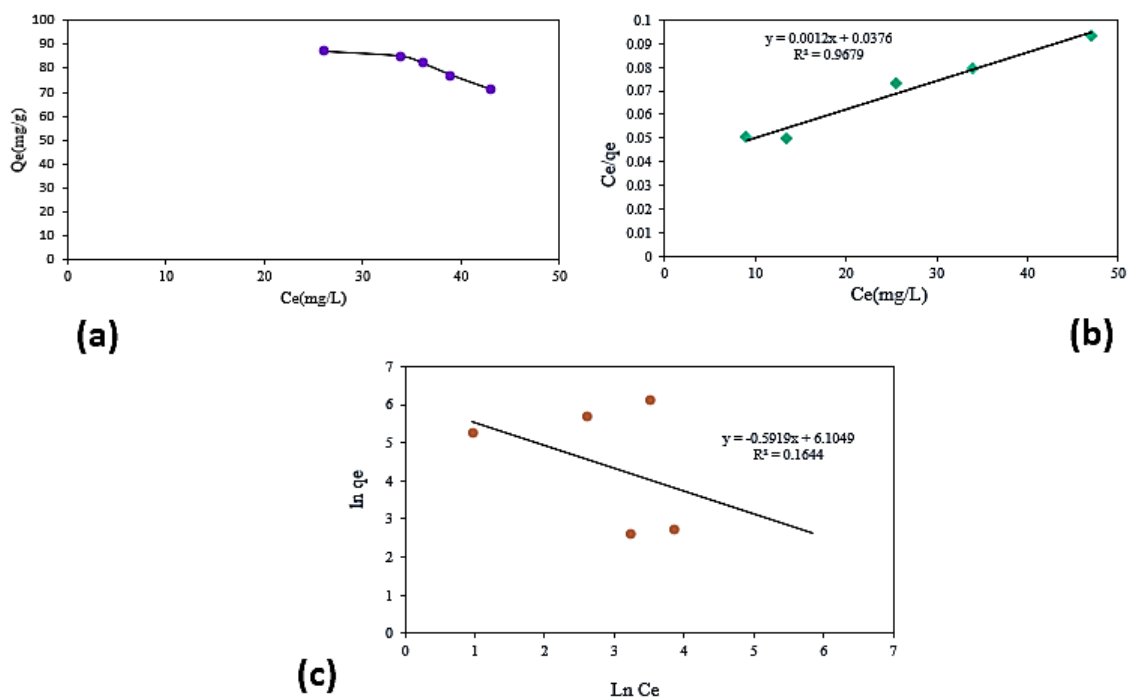 100
90
80
70
60
50
40
30
20
10
0
Qe(mg/g)
0 10 20 30 40 50
Ce(mg/L)
(a)
0.1
0.09
0.08
0.07
0.06
0.05
0.04
0.03
0.02
0.01
0
Ce/qe
y = 0.0012x + 0.0376
R² = 0.9679
0 10 20 30 40 50
Ce(mg/L)
(b)
7
6
5
4
3
2
1
0
ln qe
y = -0.5919x + 6.1049
R² = 0.1644
0 1 2 3 4 5 6 7
Ln Ce
(c)